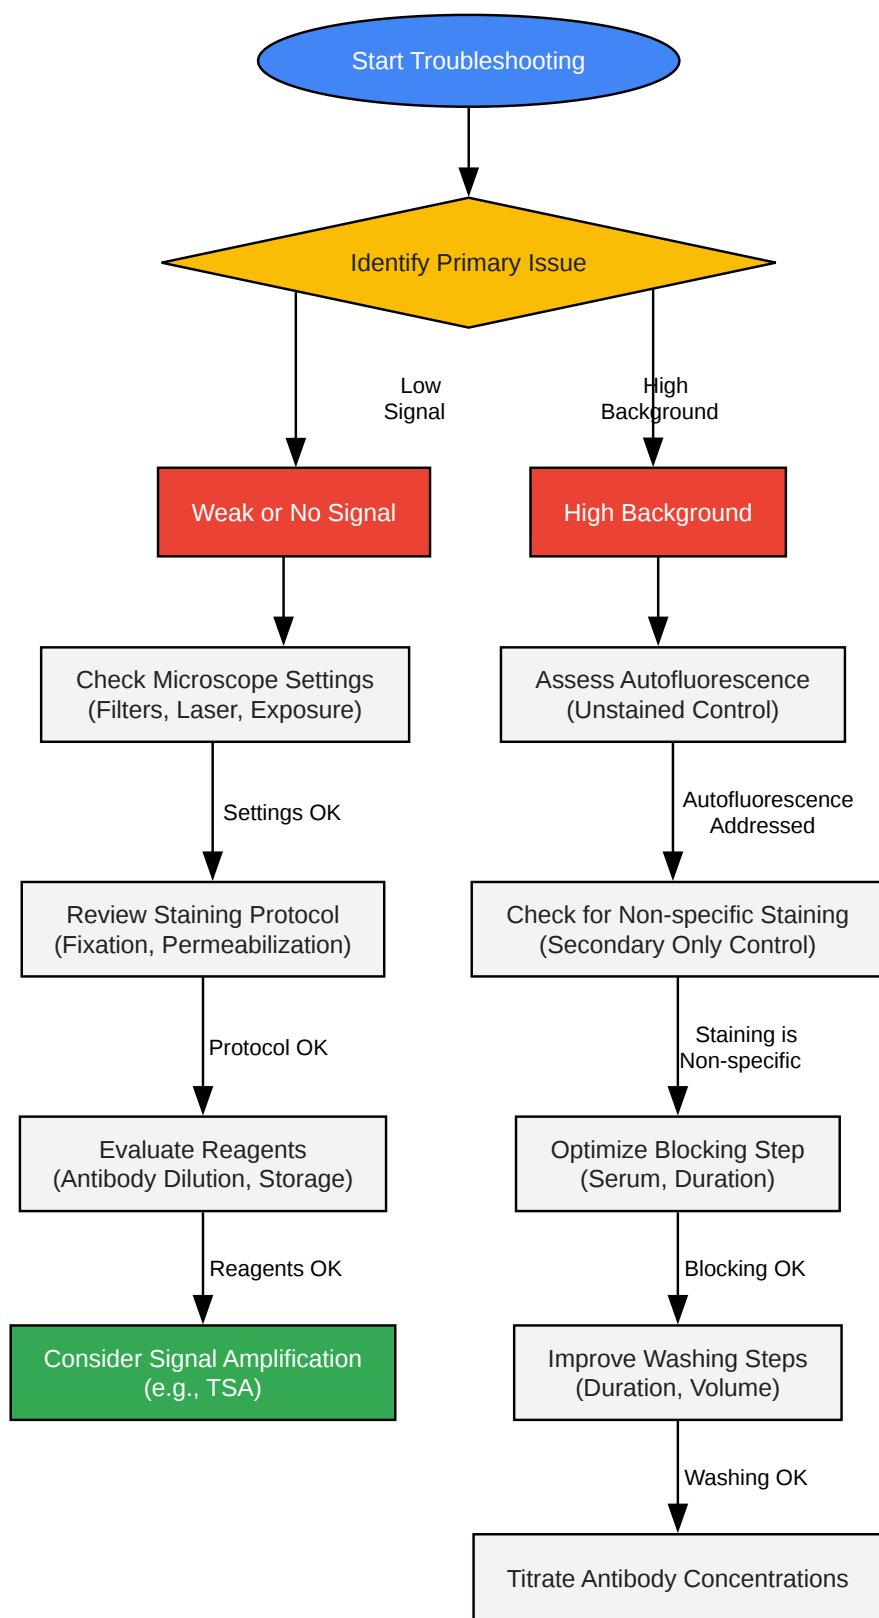 Start Troubleshooting
Identify Primary Issue
Low
Signal
High
Background
Weak or No Signal
High Background
Check Microscope Settings
(Filters, Laser, Exposure)
Assess Autofluorescence
(Unstained Control)
Settings OK
Autofluorescence
Addressed
Review Staining Protocol
(Fixation, Permeabilization)
Check for Non-specific Staining
(Secondary Only Control)
Protocol OK
Staining is
Non-specific
Evaluate Reagents
(Antibody Dilution, Storage)
Optimize Blocking Step
(Serum, Duration)
Reagents OK
Blocking OK
Consider Signal Amplification
(e.g., TSA)
Improve Washing Steps
(Duration, Volume)
Washing OK
Titrate Antibody Concentrations